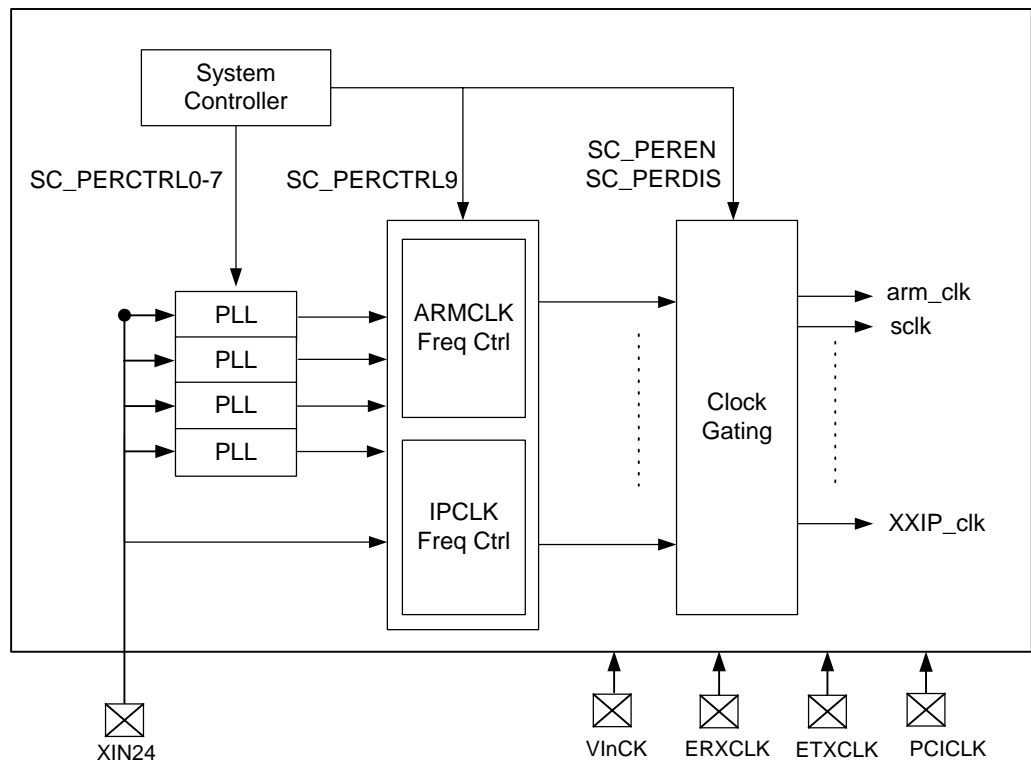 System
Controller
SC_PERCTRL0-7
SC_PERCTRL9
SC_PEREN
SC_PERDIS
PLL
PLL
PLL
PLL
ARMCLK
Freq Ctrl
IPCLK
Freq Ctrl
Clock
Gating
arm_clk
sclk
XXIP_clk
XIN24
VInCK
ERXCLK
ETXCLK
PCICLK